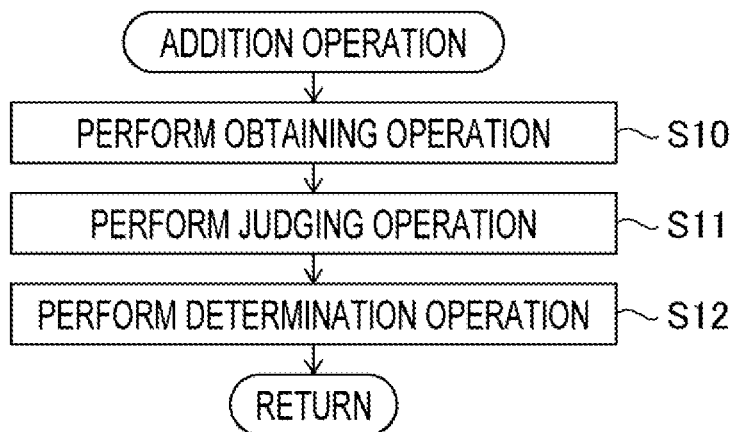 ADDITION OPERATION
PERFORM OBTAINING OPERATION S10
PERFORM JUDGING OPERATION S11
PERFORM DETERMINATION OPERATION S12
RETURN